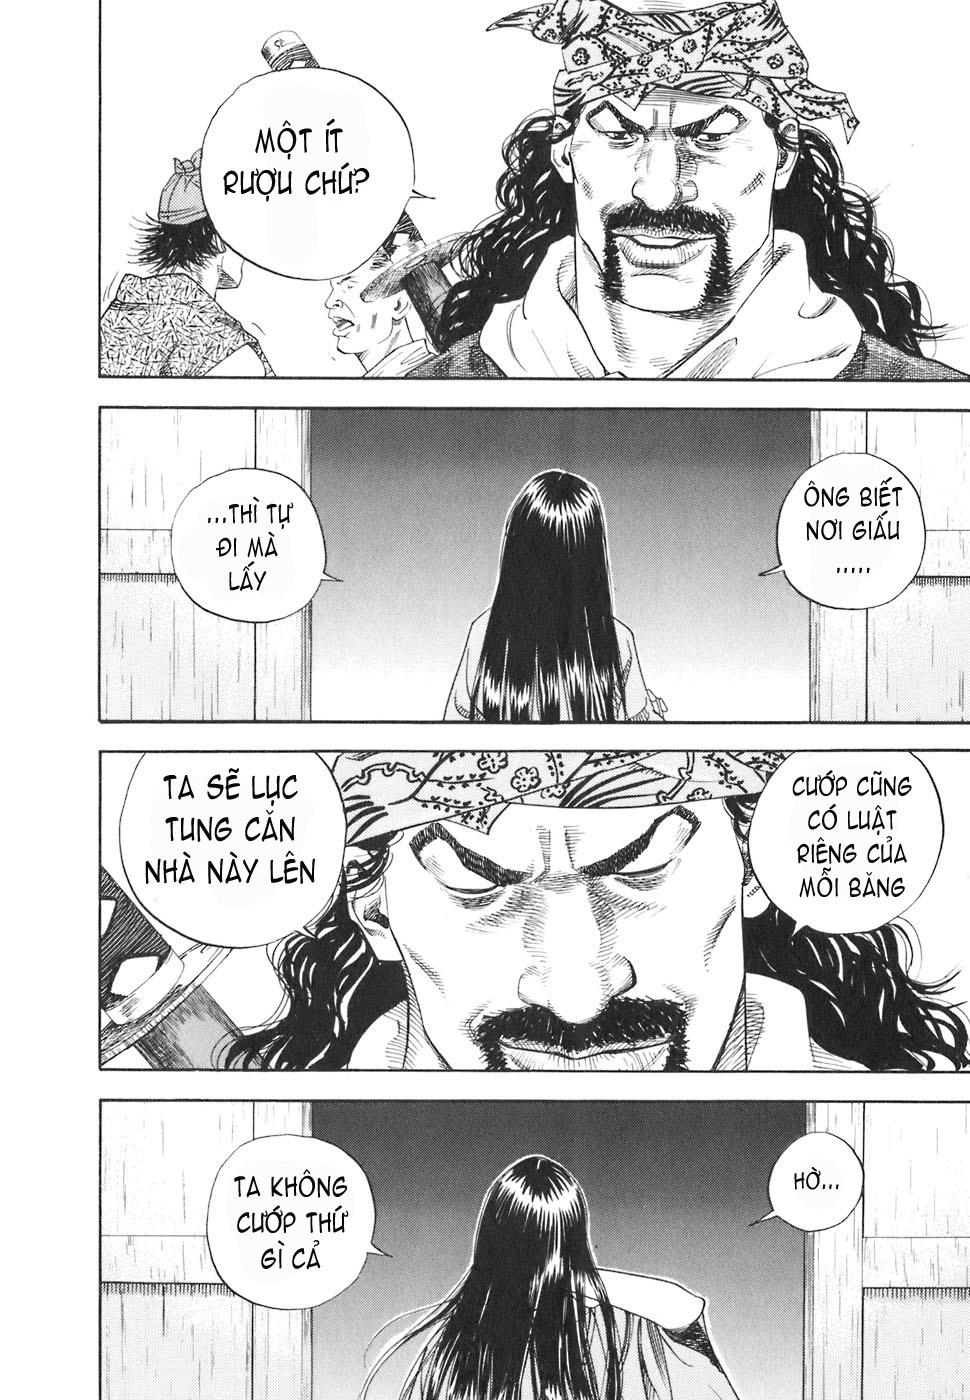 MỘT ÍT
RƯỢU CHỨ?
ÔNG BIẾT
NƠI GIẤU
.....
...THÌ TỰ
ĐI MÀ
LẤY
CƯỚP CŨNG
CÓ LUẬT
RIÊNG CỦA
MỖI BĂNG
TA SẼ LỤC
TUNG CĂN
NHÀ NÀY LÊN
HỜ...
TA KHÔNG
CƯỚP THỨ
GÌ CẢ